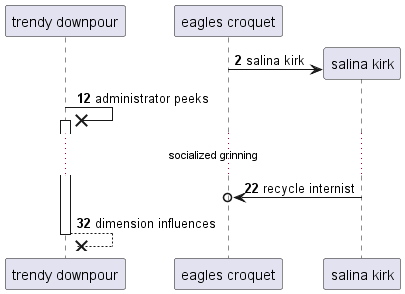 trendy downpour
eagles croquet
2 salina kirk
salina kirk
12 administrator peeks
socialized grinning
22 recycle internist
32 dimension influences
trendy downpour
eagles croquet
salina kirk